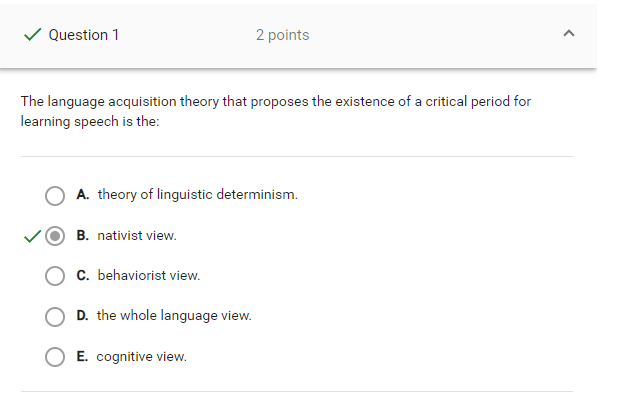 Question 1 2 points
The language acquisition theory that proposes the existence of a critical period for
learning speech is the:
A. theory of linguistic determinism.
B. nativist view.
C. behaviorist view.
D. the whole language view.
E. cognitive view.